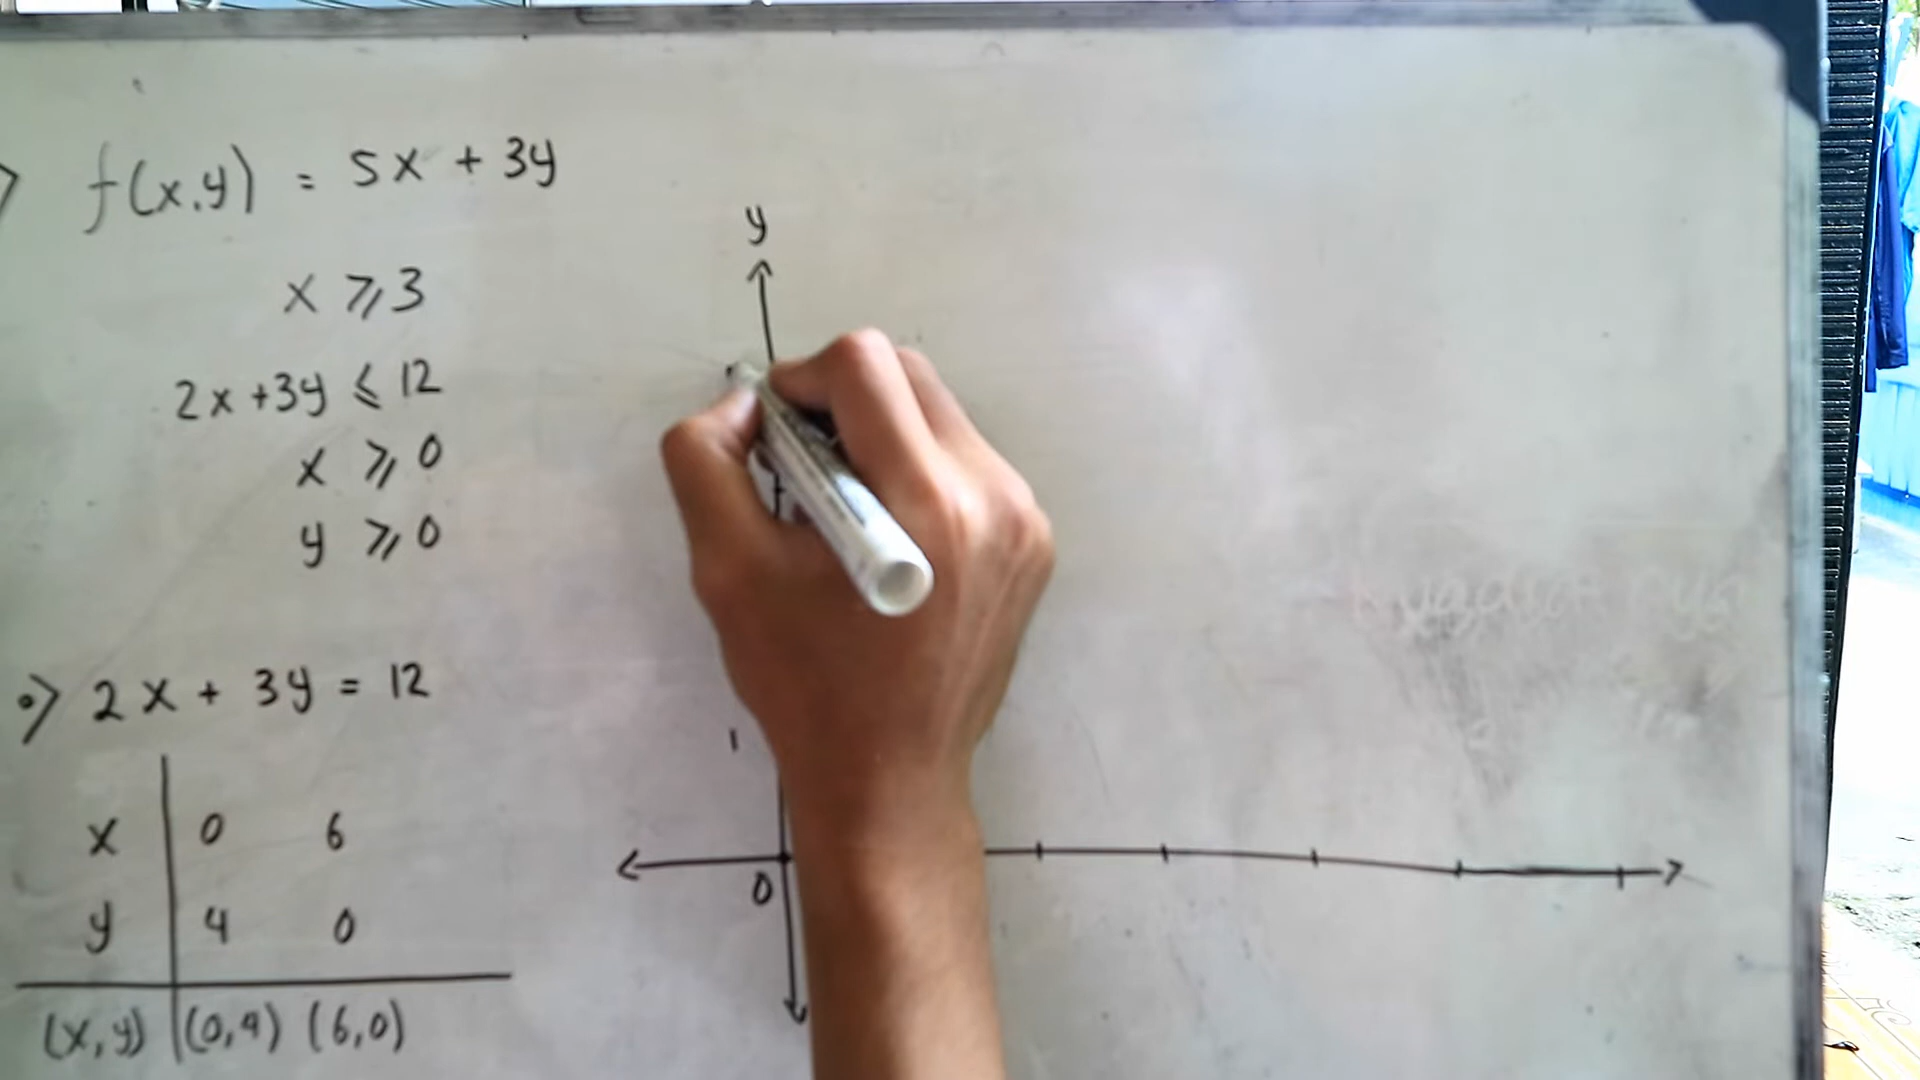 f(x,y) = 5x + 3y
x ⩾ 3
2x + 3y ⩽ 12
x ⩾ 0
y ⩾ 0
•> 2x + 3y = 12
x | 0 6
y | 4 0
(x,y) | (0,4) (6,0)
y
1
0